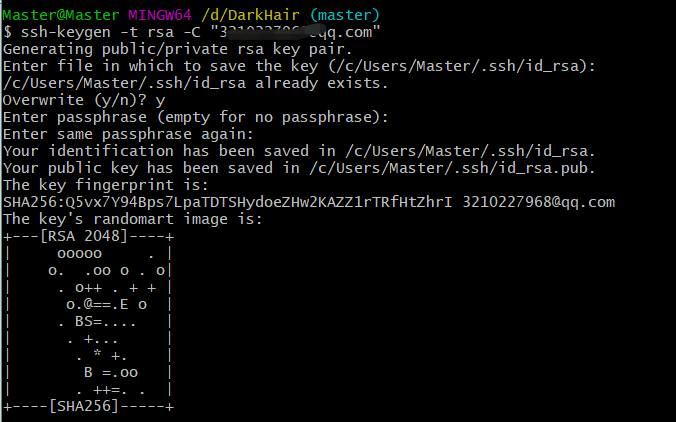 Master@Master MINGW64 /d/DarkHair (master)
$ ssh-keygen -t rsa -C "qq.com"
Generating public/private rsa key pair.
Enter file in which to save the key (/c/Users/Master/.ssh/id_rsa):
/c/Users/Master/.ssh/id_rsa already exists.
Overwrite (y/n)? y
Enter passphrase (empty for no passphrase):
Enter same passphrase again:
Your identification has been saved in /c/Users/Master/.ssh/id_rsa.
Your public key has been saved in /c/Users/Master/.ssh/id_rsa.pub.
The key fingerprint is:
SHA256:Q5vx7Y94Bps7LpaTDTSHydoeZHw2KAZZ1rTRfHtZhrI 3210227968@qq.com
The key's randomart image is:
+---[RSA 2048]----+
|     ooooo     . |
|    o.  .oo o . o|
|     . o++ . + + |
|      o.@==.E o  |
|     . BS=....   |
|      . +...     |
|       . * +.    |
|        B =.oo   |
|       . ++=. .  |
+----[SHA256]-----+